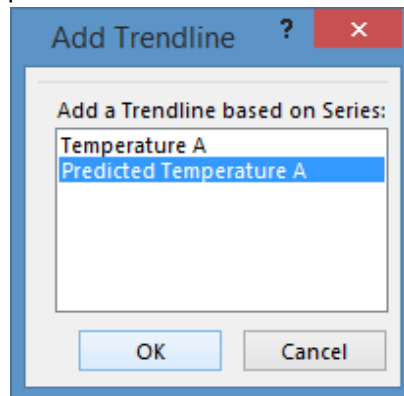 Add Trendline ? ×
Add a Trendline based on Series:
Temperature A
Predicted Temperature A
OK Cancel